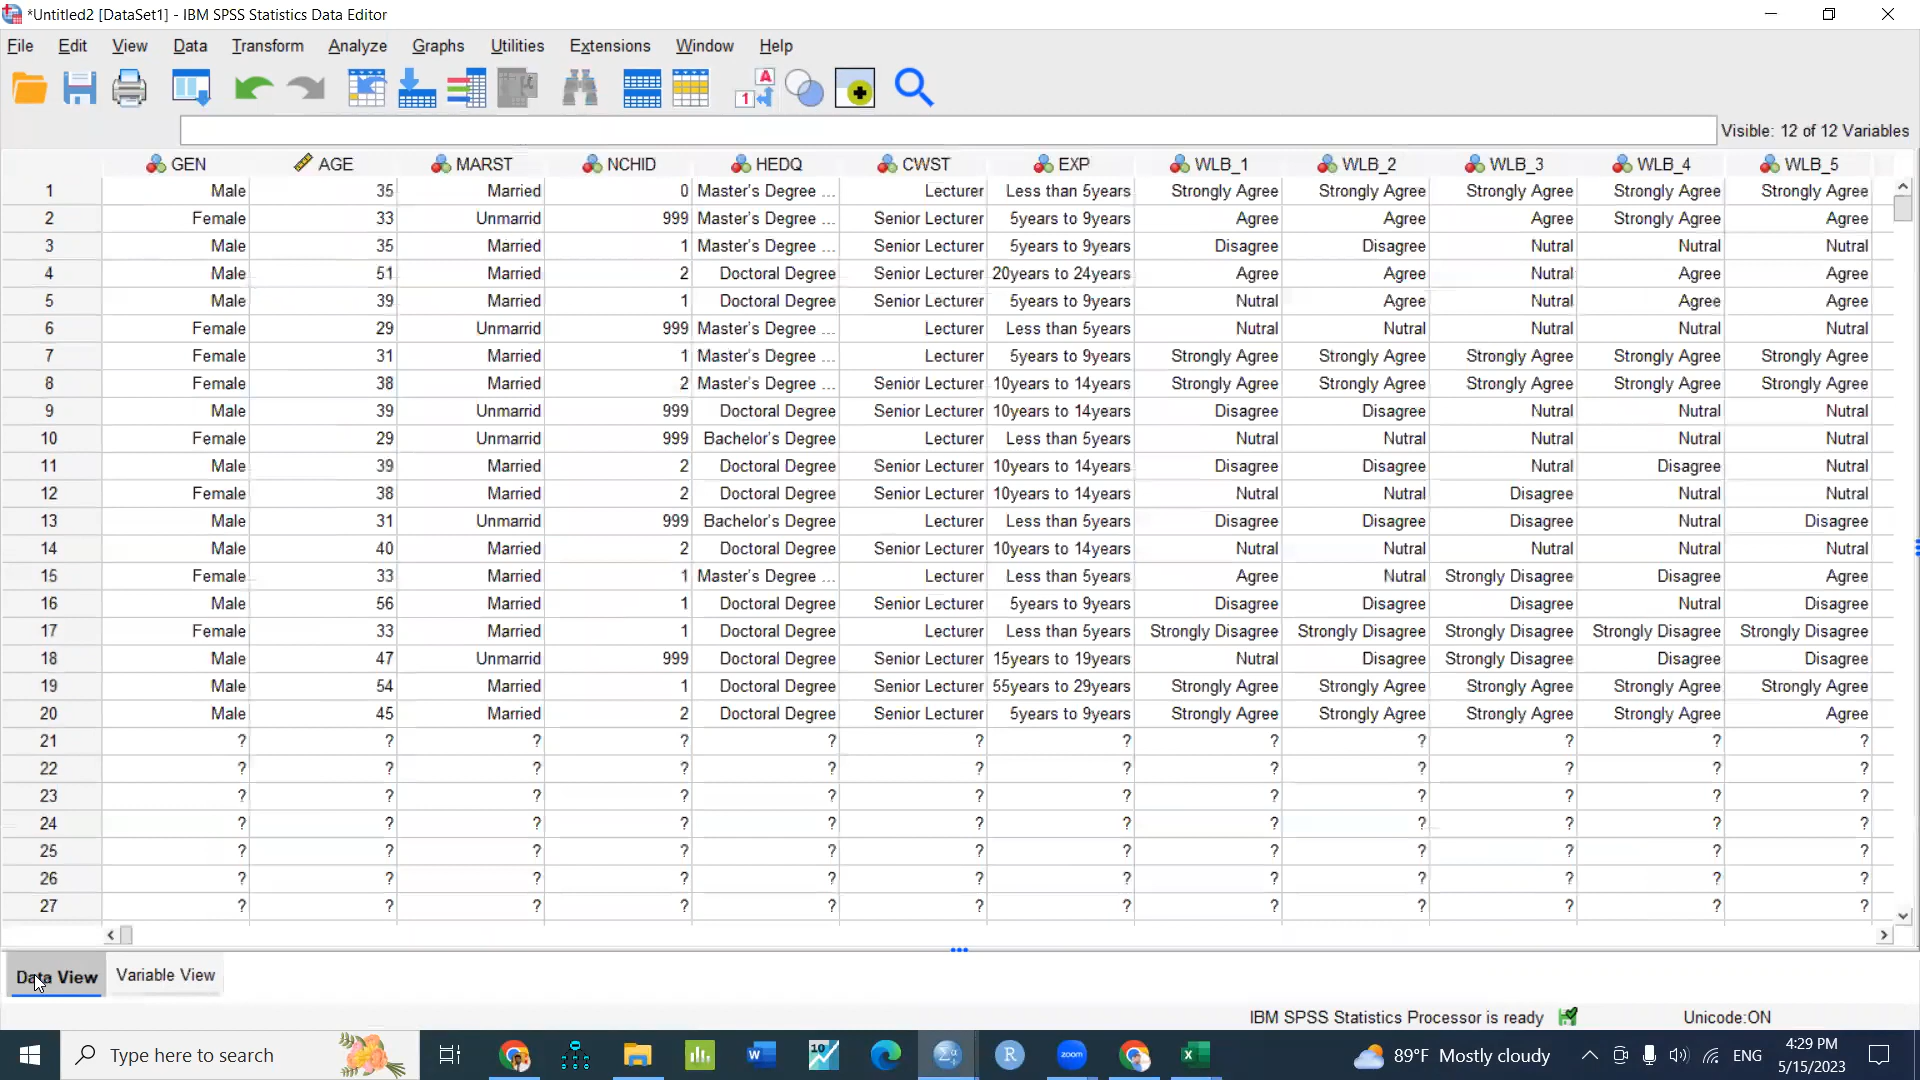 *Untitled2 [DataSet1] - IBM SPSS Statistics Data Editor
File Edit View Data Transform Analyze Graphs Utilities Extensions Window Help
1 A
Visible: 12 of 12 Variables
GEN AGE MARST NCHID HEDQ CWST EXP WLB_1 WLB_2 WLB_3 WLB_4 WLB_5
1 Male 35 Married 0 Master's Degree ... Lecturer Less than 5years Strongly Agree Strongly Agree Strongly Agree Strongly Agree Strongly Agree
2 Female 33 Unmarrid 999 Master's Degree ... Senior Lecturer 5years to 9years Agree Agree Agree Strongly Agree Agree
3 Male 35 Married 1 Master's Degree ... Senior Lecturer 5years to 9years Disagree Disagree Nutral Nutral Nutral
4 Male 51 Married 2 Doctoral Degree Senior Lecturer 20years to 24years Agree Agree Nutral Agree Agree
5 Male 39 Married 1 Doctoral Degree Senior Lecturer 5years to 9years Nutral Agree Nutral Agree Agree
6 Female 29 Unmarrid 999 Master's Degree ... Lecturer Less than 5years Nutral Nutral Nutral Nutral Nutral
7 Female 31 Married 1 Master's Degree ... Lecturer 5years to 9years Strongly Agree Strongly Agree Strongly Agree Strongly Agree Strongly Agree
8 Female 38 Married 2 Master's Degree ... Senior Lecturer 10years to 14years Strongly Agree Strongly Agree Strongly Agree Strongly Agree Strongly Agree
9 Male 39 Unmarrid 999 Doctoral Degree Senior Lecturer 10years to 14years Disagree Disagree Nutral Nutral Nutral
10 Female 29 Unmarrid 999 Bachelor's Degree Lecturer Less than 5years Nutral Nutral Nutral Nutral Nutral
11 Male 39 Married 2 Doctoral Degree Senior Lecturer 10years to 14years Disagree Disagree Nutral Disagree Nutral
12 Female 38 Married 2 Doctoral Degree Senior Lecturer 10years to 14years Nutral Nutral Disagree Nutral Nutral
13 Male 31 Unmarrid 999 Bachelor's Degree Lecturer Less than 5years Disagree Disagree Disagree Nutral Disagree
14 Male 40 Married 2 Doctoral Degree Senior Lecturer 10years to 14years Nutral Nutral Nutral Nutral Nutral
15 Female 33 Married 1 Master's Degree ... Lecturer Less than 5years Agree Nutral Strongly Disagree Disagree Agree
16 Male 56 Married 1 Doctoral Degree Senior Lecturer 5years to 9years Disagree Disagree Disagree Nutral Disagree
17 Female 33 Married 1 Doctoral Degree Lecturer Less than 5years Strongly Disagree Strongly Disagree Strongly Disagree Strongly Disagree Strongly Disagree
18 Male 47 Unmarrid 999 Doctoral Degree Senior Lecturer 15years to 19years Nutral Disagree Strongly Disagree Disagree Disagree
19 Male 54 Married 1 Doctoral Degree Senior Lecturer 55years to 29years Strongly Agree Strongly Agree Strongly Agree Strongly Agree Strongly Agree
20 Male 45 Married 2 Doctoral Degree Senior Lecturer 5years to 9years Strongly Agree Strongly Agree Strongly Agree Strongly Agree Agree
21 ? ? ? ? ? ? ? ? ? ? ? ?
22 ? ? ? ? ? ? ? ? ? ? ? ?
23 ? ? ? ? ? ? ? ? ? ? ? ?
24 ? ? ? ? ? ? ? ? ? ? ? ?
25 ? ? ? ? ? ? ? ? ? ? ? ?
26 ? ? ? ? ? ? ? ? ? ? ? ?
27 ? ? ? ? ? ? ? ? ? ? ? ?
Data View Variable View
IBM SPSS Statistics Processor is ready Unicode:ON
Type here to search W 10 Σα R zoom X 89°F Mostly cloudy ENG 4:29 PM
5/15/2023